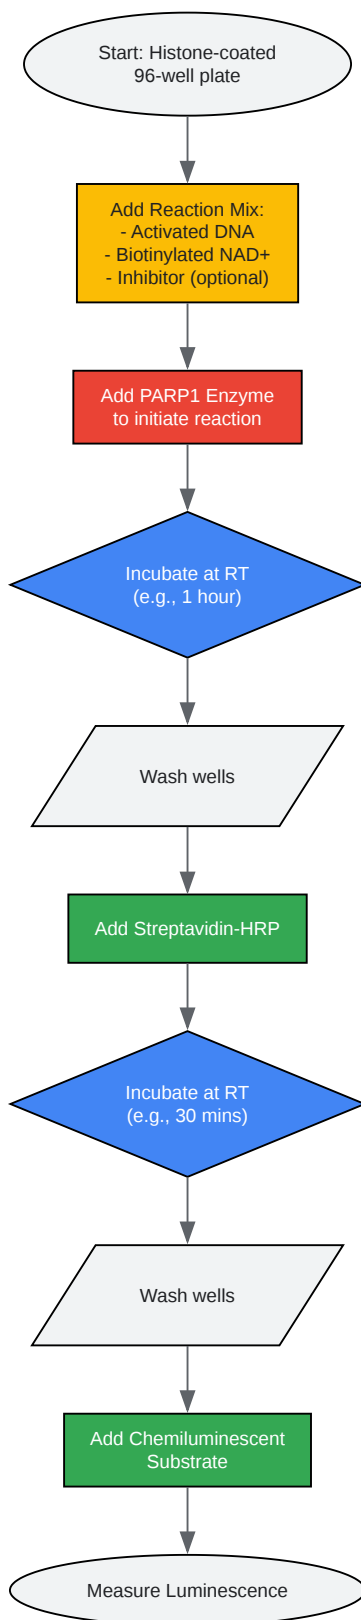 Start: Histone-coated
96-well plate
Add Reaction Mix:
- Activated DNA
- Biotinylated NAD+
- Inhibitor (optional)
Add PARP1 Enzyme
to initiate reaction
Incubate at RT
(e.g., 1 hour)
Wash wells
Add Streptavidin-HRP
Incubate at RT
(e.g., 30 mins)
Wash wells
Add Chemiluminescent
Substrate
Measure Luminescence